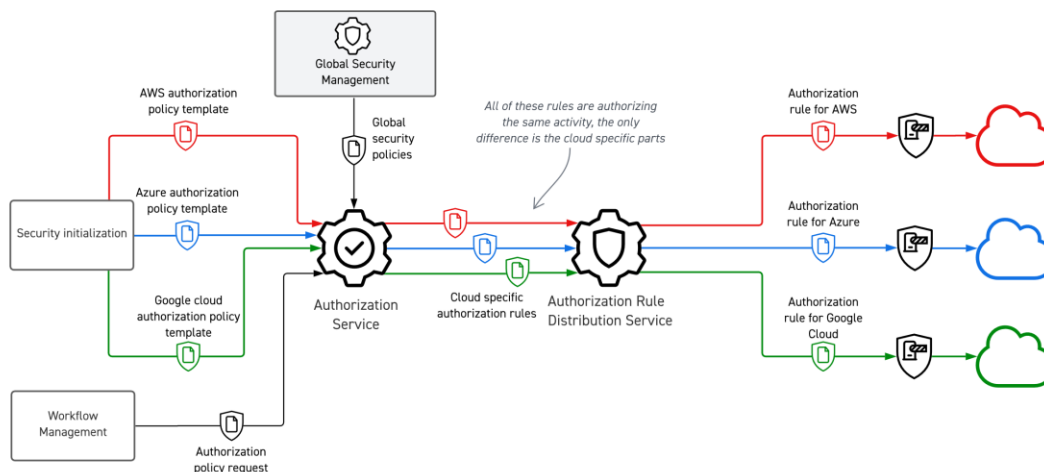 Global Security
Management
AWS authorization
policy template
Global
security
policies
All of these rules are authorizing
the same activity, the only
difference is the cloud specific parts
Authorization
rule for AWS
Azure authorization
policy template
Security initialization
Authorization
rule for Azure
Google cloud
authorization policy
template
Authorization
Service
Cloud specific
authorization rules
Authorization Rule
Distribution Service
Authorization
rule for Google
Cloud
Workflow
Management
Authorization
policy request